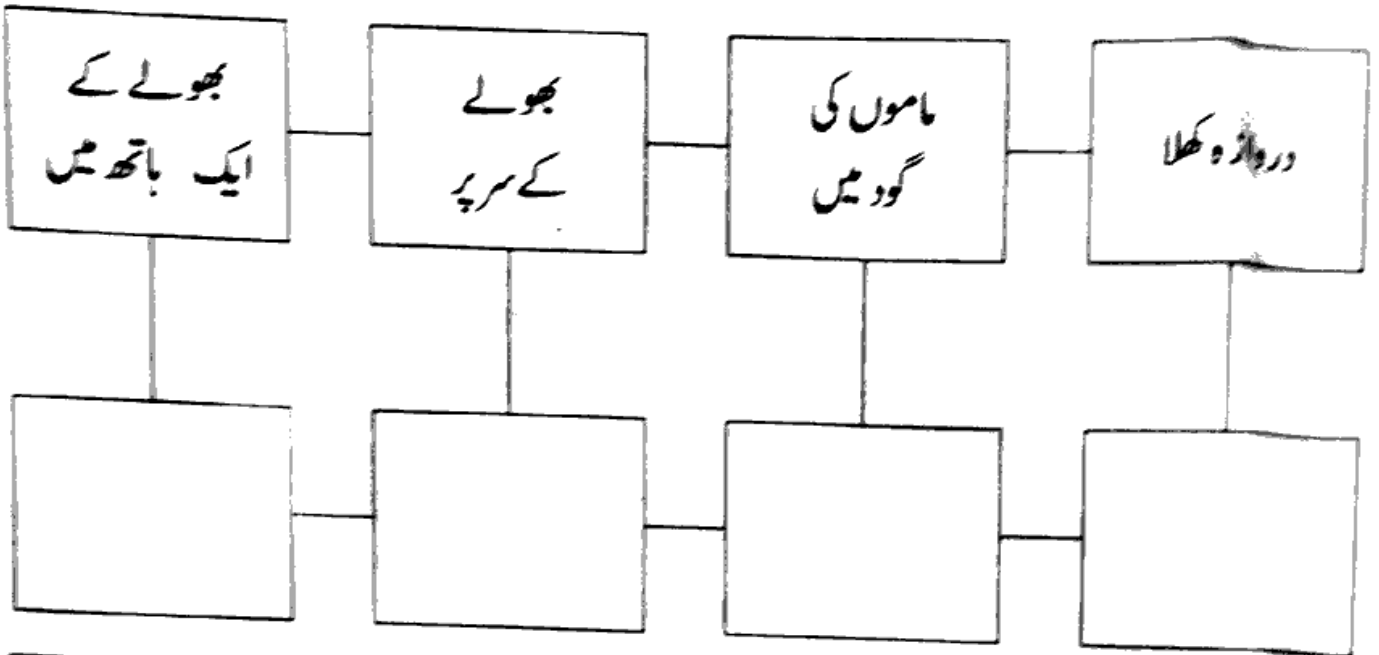 دروازہ کھلا
ماموں کی
گود میں
بھولے
کے سر پر
بھولے کے
ایک ہاتھ میں